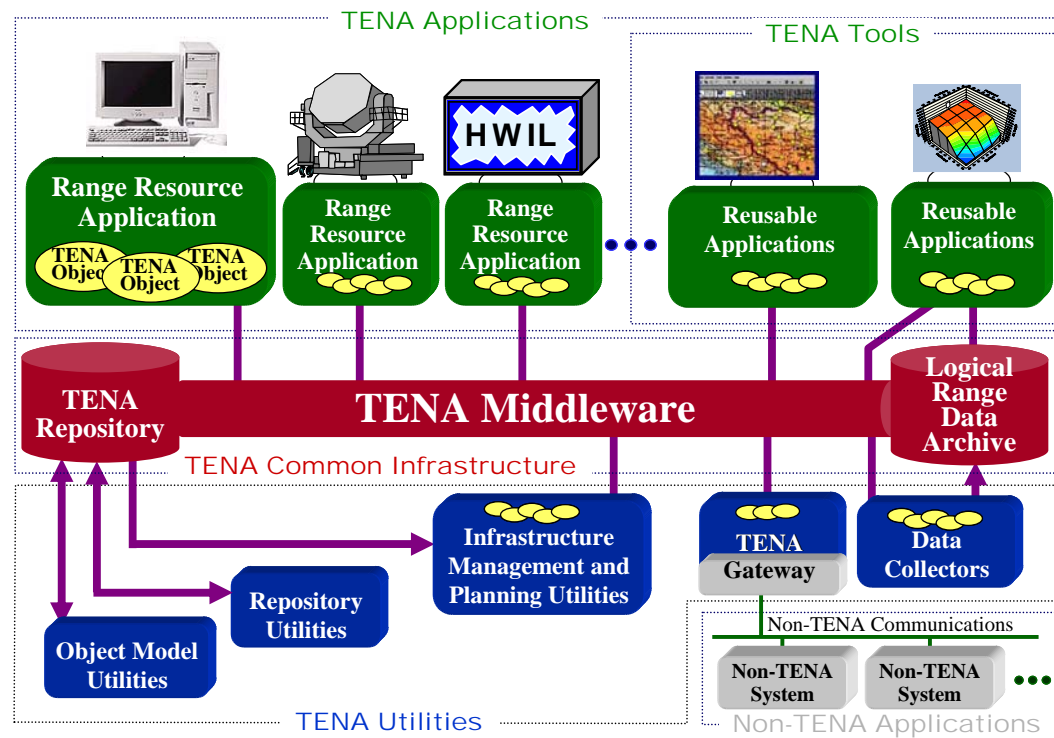 TENA Applications
TENA Tools
HWIL
Range Resource
Application
TENA
Object
TENA
Object
TENA
Object
Range
Resource
Application
Range
Resource
Application
Reusable
Applications
Reusable
Applications
TENA
Repository
TENA Middleware
Logical
Range
Data
Archive
TENA Common Infrastructure
Infrastructure
Management and
Planning Utilities
TENA
Gateway
Data
Collectors
Repository
Utilities
Object Model
Utilities
Non-TENA Communications
Non-TENA
System
Non-TENA
System
TENA Utilities
Non-TENA Applications